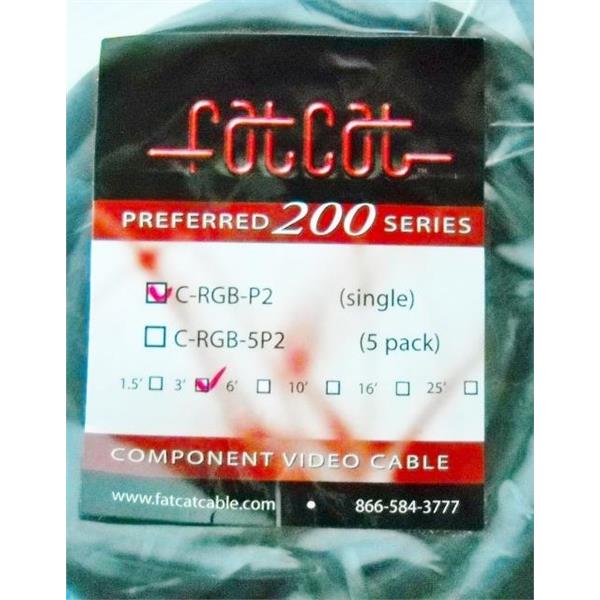 fatCat™
PREFERRED 200 SERIES
C-RGB-P2 (single)
C-RGB-5P2 (5 pack)
1.5' 3' 6' 10' 16' 25'
COMPONENT VIDEO CABLE
www.fatcatcable.com • 866-584-3777